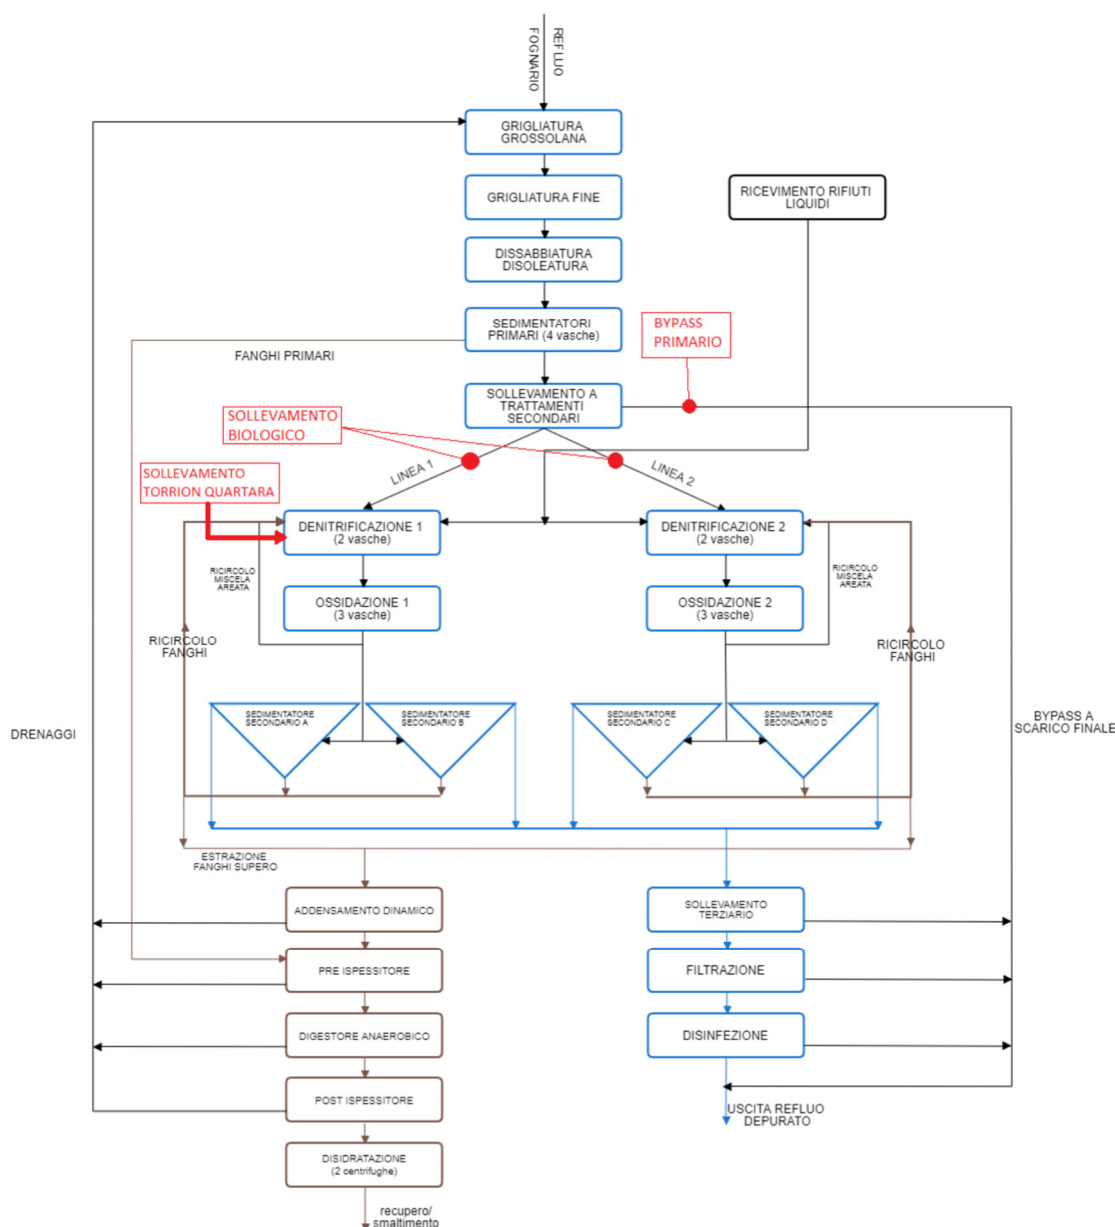 REFLUO
FOGNARIO
GRIGLIATURA
GROSSOLANA
GRIGLIATURA FINE
RICEVIMENTO RIFIUTI
LIQUIDI
DISSABBIATURA
DISOLEATURA
SEDIMENTATORI
PRIMARI (4 vasche)
BYPASS
PRIMARIO
FANGHI PRIMARI
SOLLEVAMENTO A
TRATTAMENTI
SECONDARI
SOLLEVAMENTO
BIOLOGICO
SOLLEVAMENTO
TORRION QUARTARA
LINEA 1
LINEA 2
DENITRIFICAZIONE 1
(2 vasche)
DENITRIFICAZIONE 2
(2 vasche)
RICIRCOLO
MISCELA
AREATA
RICIRCOLO
MISCELA
AREATA
OSSIDAZIONE 1
(3 vasche)
OSSIDAZIONE 2
(3 vasche)
RICIRCOLO
FANGHI
RICIRCOLO
FANGHI
SEDIMENTATORE
SECONDARIO A
SEDIMENTATORE
SECONDARIO B
SEDIMENTATORE
SECONDARIO C
SEDIMENTATORE
SECONDARIO D
DRENAGGI
BYPASS A
SCARICO FINALE
ESTRAZIONE
FANGHI SUPERO
ADDENSAMENTO DINAMICO
SOLLEVAMENTO
TERZIARIO
PRE ISPESSITORE
FILTRAZIONE
DIGESTORE ANAEROBICO
DISINFEZIONE
POST ISPESSITORE
USCITA REFLUO
DEPURATO
DISIDRATAZIONE
(2 centrifughe)
recupero/
smaltimento